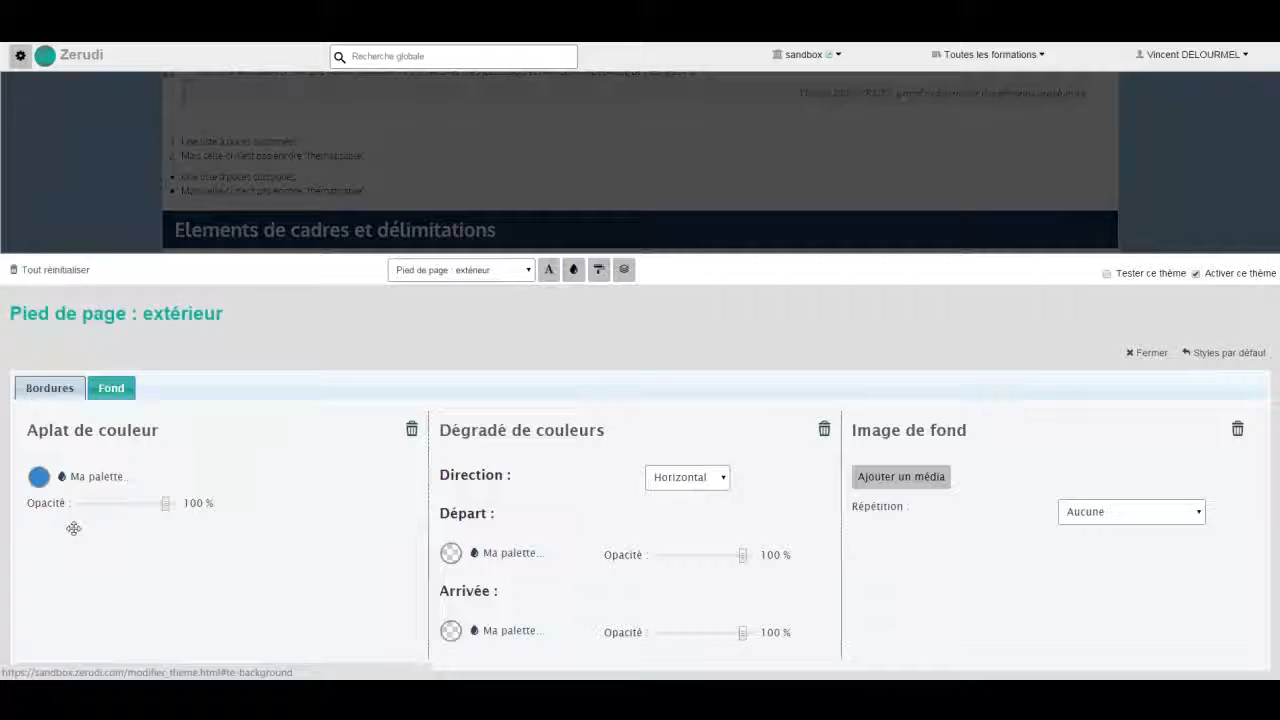 Zerudi
Recherche globale
sandbox
Toutes les formations
Vincent DELOURMEL
Elements de cadres et délimitations
Tout réinitialiser
Pied de page : extérieur
A
Tester ce thème
Activer ce thème
Pied de page : extérieur
Fermer
Styles par défaut
Bordures
Fond
Aplat de couleur
Ma palette...
Opacité :
100 %
Dégradé de couleurs
Direction :
Horizontal
Départ :
Ma palette...
Opacité :
100 %
Arrivée :
Ma palette...
Opacité :
100 %
Image de fond
Ajouter un média
Répétition :
Aucune
https://sandbox.zerudi.com/modifier_theme.html#te-background